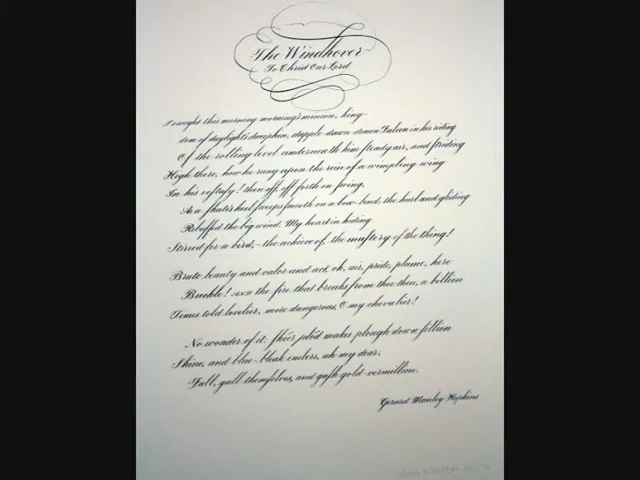 The Windhover
To Christ Our Lord
I caught this morning morning's minion, king-
dom of daylight's dauphin, dapple-dawn-drawn Falcon in his riding
Of the rolling level underneath him steady air, and striding
High there, how he rung upon the rein of a wimpling wing
In his ecstasy! then off, off forth on swing,
As a skate's heel sweeps smooth on a bow-bend: the hurl and gliding
Rebuffed the big wind. My heart in hiding
Stirred for a bird,—the achieve of, the mastery of the thing!
Brute beauty and valor and act, oh, air, pride, plume, here
Buckle! AND the fire that breaks from thee then, a billion
Times told lovelier, more dangerous, O my chevalier!
No wonder of it: shéer plód makes plough down sillion
Shine, and blue-bleak embers, ah my dear,
Fall, gall themselves, and gash gold-vermillion.
Gerard Manley Hopkins